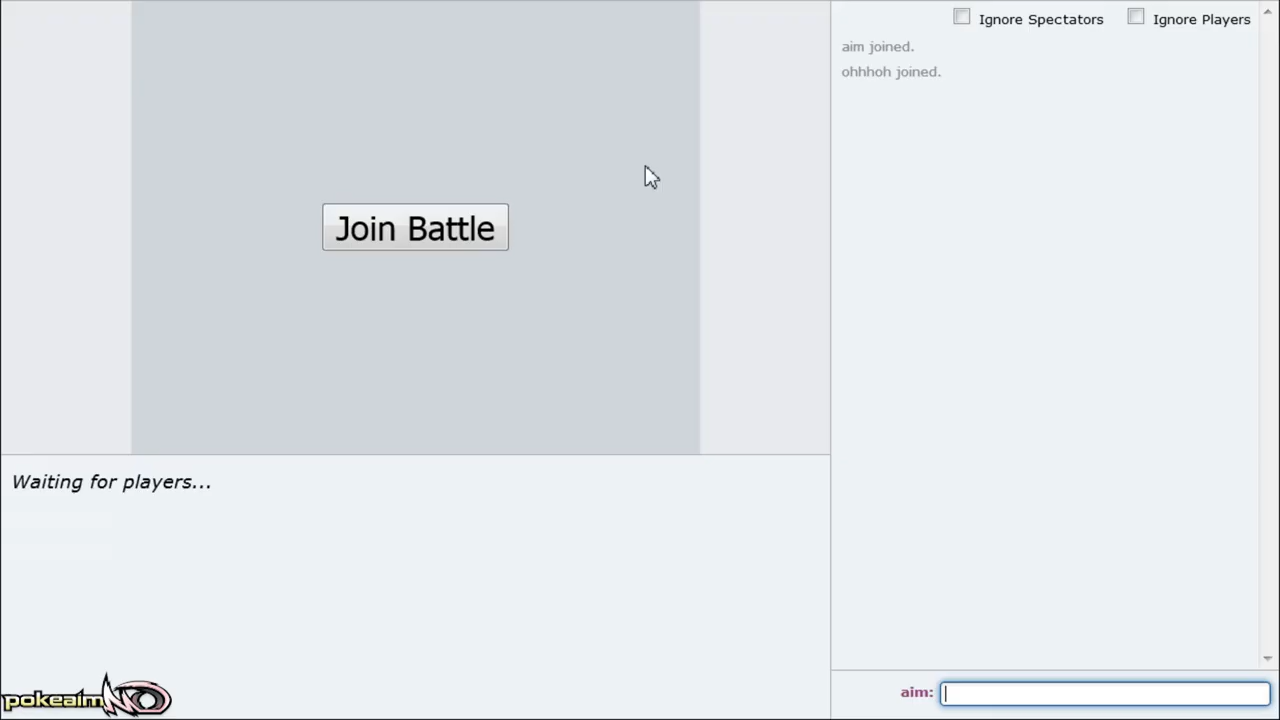 Ignore Spectators
Ignore Players
aim joined.
ohhhoh joined.
Join Battle
Waiting for players...
pokeaim
aim: